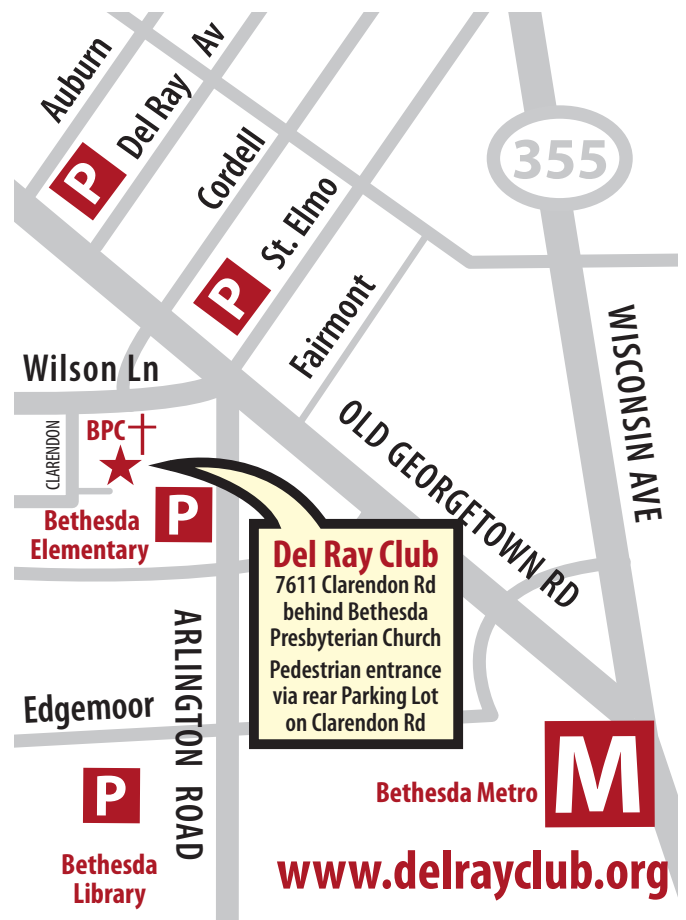 Auburn
Del Ray Av
P
Cordell
P
St. Elmo
Fairmont
355
WISCONSIN AVE
Wilson Ln
OLD GEORGETOWN RD
CLARENDON
BPC
Bethesda
Elementary
P
Del Ray Club
7611 Clarendon Rd
behind Bethesda
Presbyterian Church
Pedestrian entrance
via rear Parking Lot
on Clarendon Rd
ARLINGTON ROAD
Edgemoor
P
Bethesda
Library
Bethesda Metro
M
www.delrayclub.org